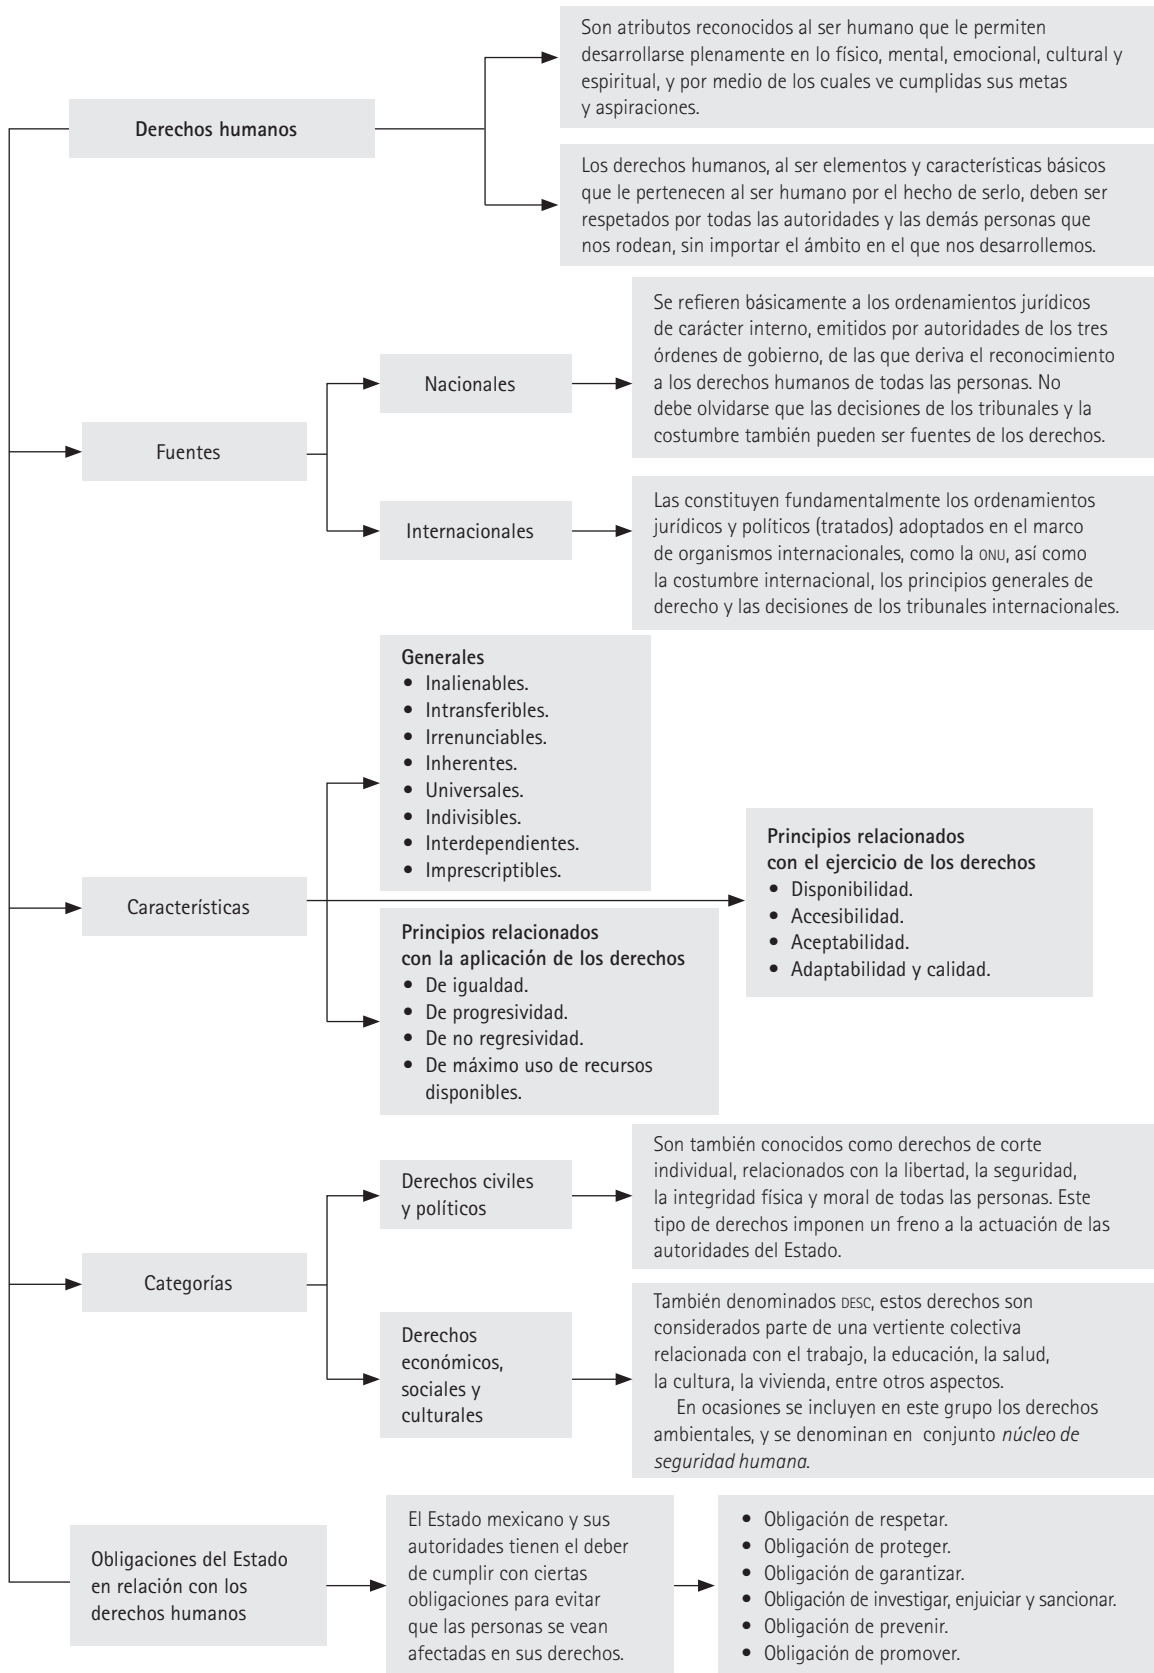 Son atributos reconocidos al ser humano que le permiten
desarrollarse plenamente en lo físico, mental, emocional, cultural y
espiritual, y por medio de los cuales ve cumplidas sus metas
y aspiraciones.
Derechos humanos
Los derechos humanos, al ser elementos y características básicos
que le pertenecen al ser humano por el hecho de serlo, deben ser
respetados por todas las autoridades y las demás personas que
nos rodean, sin importar el ámbito en el que nos desarrollemos.
Fuentes
Nacionales
Se refieren básicamente a los ordenamientos jurídicos
de carácter interno, emitidos por autoridades de los tres
órdenes de gobierno, de las que deriva el reconocimiento
a los derechos humanos de todas las personas. No
debe olvidarse que las decisiones de los tribunales y la
costumbre también pueden ser fuentes de los derechos.
Internacionales
Las constituyen fundamentalmente los ordenamientos
jurídicos y políticos (tratados) adoptados en el marco
de organismos internacionales, como la ONU, así como
la costumbre internacional, los principios generales de
derecho y las decisiones de los tribunales internacionales.
Características
Generales
• Inalienables.
• Intransferibles.
• Irrenunciables.
• Inherentes.
• Universales.
• Indivisibles.
• Interdependientes.
• Imprescriptibles.
Principios relacionados
con el ejercicio de los derechos
• Disponibilidad.
• Accesibilidad.
• Aceptabilidad.
• Adaptabilidad y calidad.
Principios relacionados
con la aplicación de los derechos
• De igualdad.
• De progresividad.
• De no regresividad.
• De máximo uso de recursos
disponibles.
Categorías
Derechos civiles
y políticos
Son también conocidos como derechos de corte
individual, relacionados con la libertad, la seguridad,
la integridad física y moral de todas las personas. Este
tipo de derechos imponen un freno a la actuación de las
autoridades del Estado.
Derechos
económicos,
sociales y
culturales
También denominados DESC, estos derechos son
considerados parte de una vertiente colectiva
relacionada con el trabajo, la educación, la salud,
la cultura, la vivienda, entre otros aspectos.
En ocasiones se incluyen en este grupo los derechos
ambientales, y se denominan en conjunto núcleo de
seguridad humana.
Obligaciones del Estado
en relación con los
derechos humanos
El Estado mexicano y sus
autoridades tienen el deber
de cumplir con ciertas
obligaciones para evitar
que las personas se vean
afectadas en sus derechos.
• Obligación de respetar.
• Obligación de proteger.
• Obligación de garantizar.
• Obligación de investigar, enjuiciar y sancionar.
• Obligación de prevenir.
• Obligación de promover.